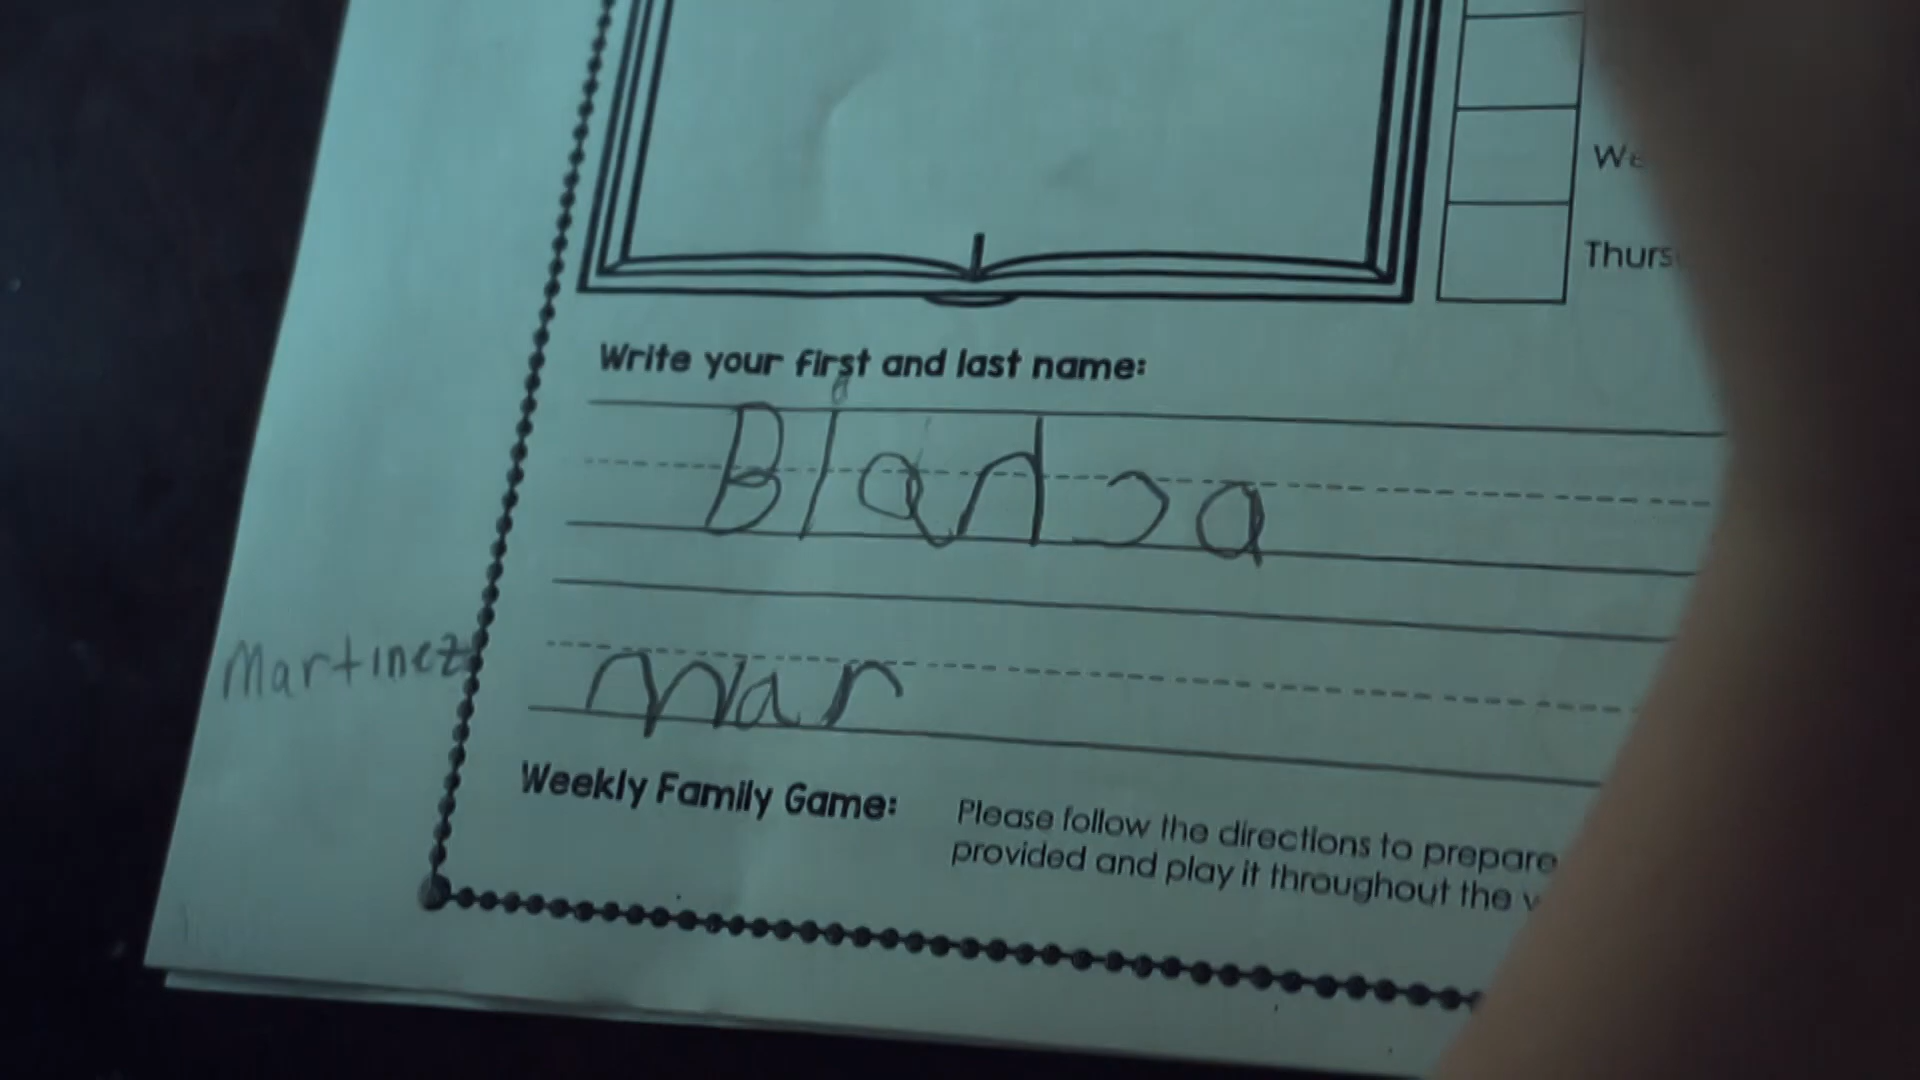 Thurs
Write your first and last name:
Blanca
Martinez
Mar
Weekly Family Game:
Please follow the directions to prepare
provided and play it throughout the